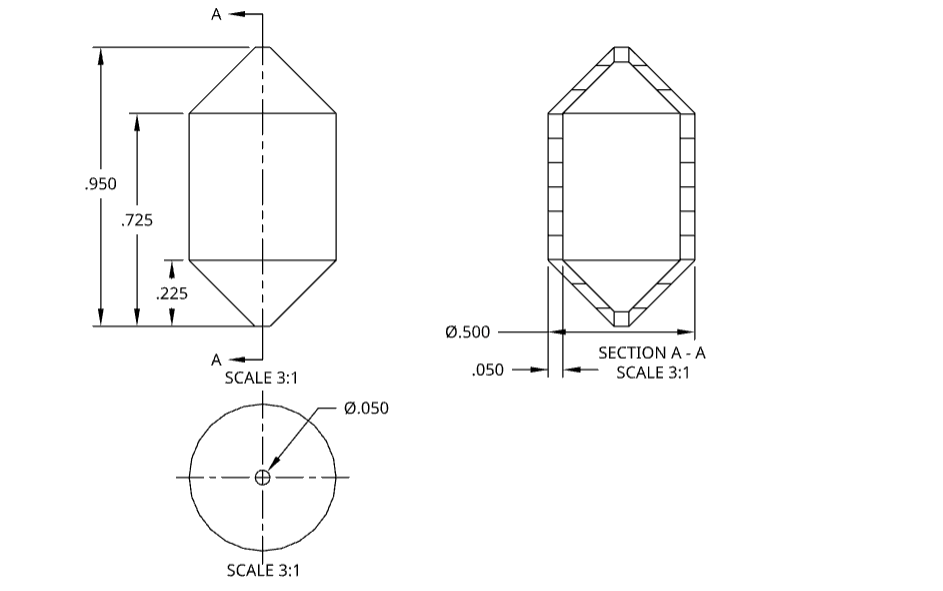 A
.950
.725
.225
A
SCALE 3:1
Ø.050
SCALE 3:1
Ø.500
.050
SECTION A - A
SCALE 3:1